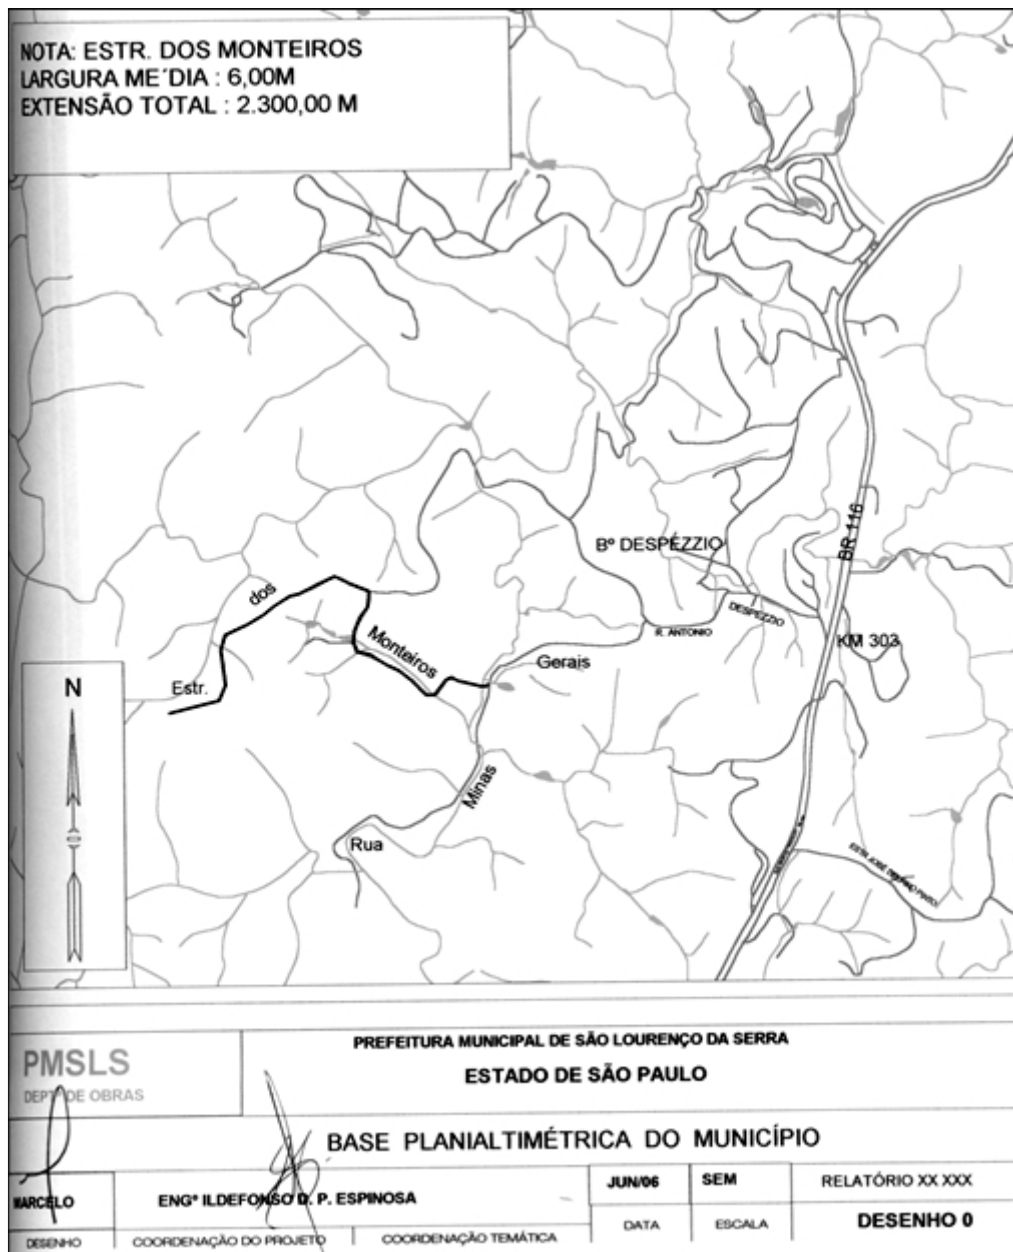 NOTA: ESTR. DOS MONTEIROS
LARGURA ME´DIA : 6,00M
EXTENSÃO TOTAL : 2.300,00 M
BR 116
Bº DESPÉZZIO
dos
DESPEZZIO
R. ANTONIO
Monteiros
KM 303
Gerais
Estr.
N
Minas
Rua
PMSLS
DEPTº DE OBRAS
PREFEITURA MUNICIPAL DE SÃO LOURENÇO DA SERRA
ESTADO DE SÃO PAULO
BASE PLANIALTIMÉTRICA DO MUNICÍPIO
MARCELO
ENGº ILDEFONSO D. P. ESPINOSA
JUN/06
SEM
RELATÓRIO XX XXX
DESENHO
COORDENAÇÃO DO PROJETO
COORDENAÇÃO TEMÁTICA
DATA
ESCALA
DESENHO 0